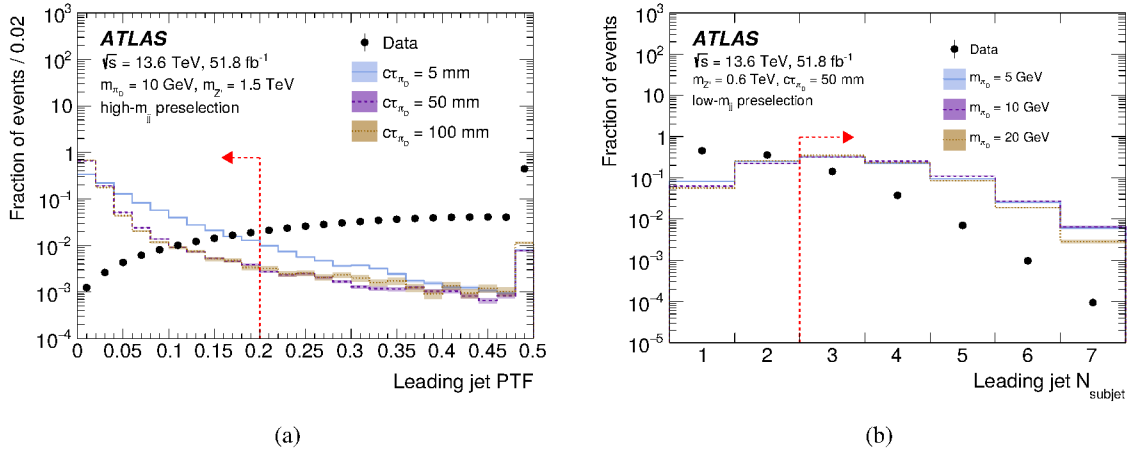 ATLAS
√s = 13.6 TeV, 51.8 fb⁻¹
m_πD = 10 GeV, m_Z' = 1.5 TeV
high-m_jj preselection
Data
cτ_πD = 5 mm
cτ_πD = 50 mm
cτ_πD = 100 mm
Fraction of events / 0.02
10³
10²
10
1
10⁻¹
10⁻²
10⁻³
10⁻⁴
0 0.05 0.1 0.15 0.2 0.25 0.3 0.35 0.4 0.45 0.5
Leading jet PTF
(a)
ATLAS
√s = 13.6 TeV, 51.8 fb⁻¹
m_Z' = 0.6 TeV, cτ_πD = 50 mm
low-m_jj preselection
Data
m_πD = 5 GeV
m_πD = 10 GeV
m_πD = 20 GeV
Fraction of events
10³
10²
10
1
10⁻¹
10⁻²
10⁻³
10⁻⁴
10⁻⁵
1 2 3 4 5 6 7
Leading jet N_subjet
(b)